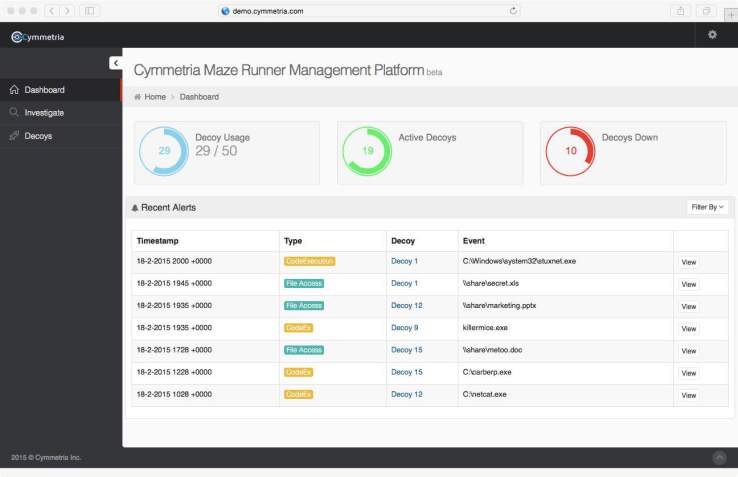 demo.cymmetria.com
Cymmetria
Cymmetria Maze Runner Management Platform beta
Dashboard
Investigate
Decoys
Home > Dashboard
29
Decoy Usage
29 / 50
19
Active Decoys
10
Decoys Down
Recent Alerts
Filter By
Timestamp Type Decoy Event
18-2-2015 2000 +0000 CodeExecution Decoy 1 C:\Windows\system32\stuxnet.exe View
18-2-2015 1945 +0000 File Access Decoy 1 \\share\secret.xls View
18-2-2015 1935 +0000 File Access Decoy 12 \\share\marketing.pptx View
18-2-2015 1935 +0000 CodeEx Decoy 9 killermice.exe View
18-2-2015 1728 +0000 File Access Decoy 15 \\share\metoo.doc View
18-2-2015 1228 +0000 CodeEx Decoy 15 C:\carberp.exe View
18-2-2015 1028 +0000 CodeEx Decoy 12 C:\netcat.exe View
2015 © Cymmetria Inc.